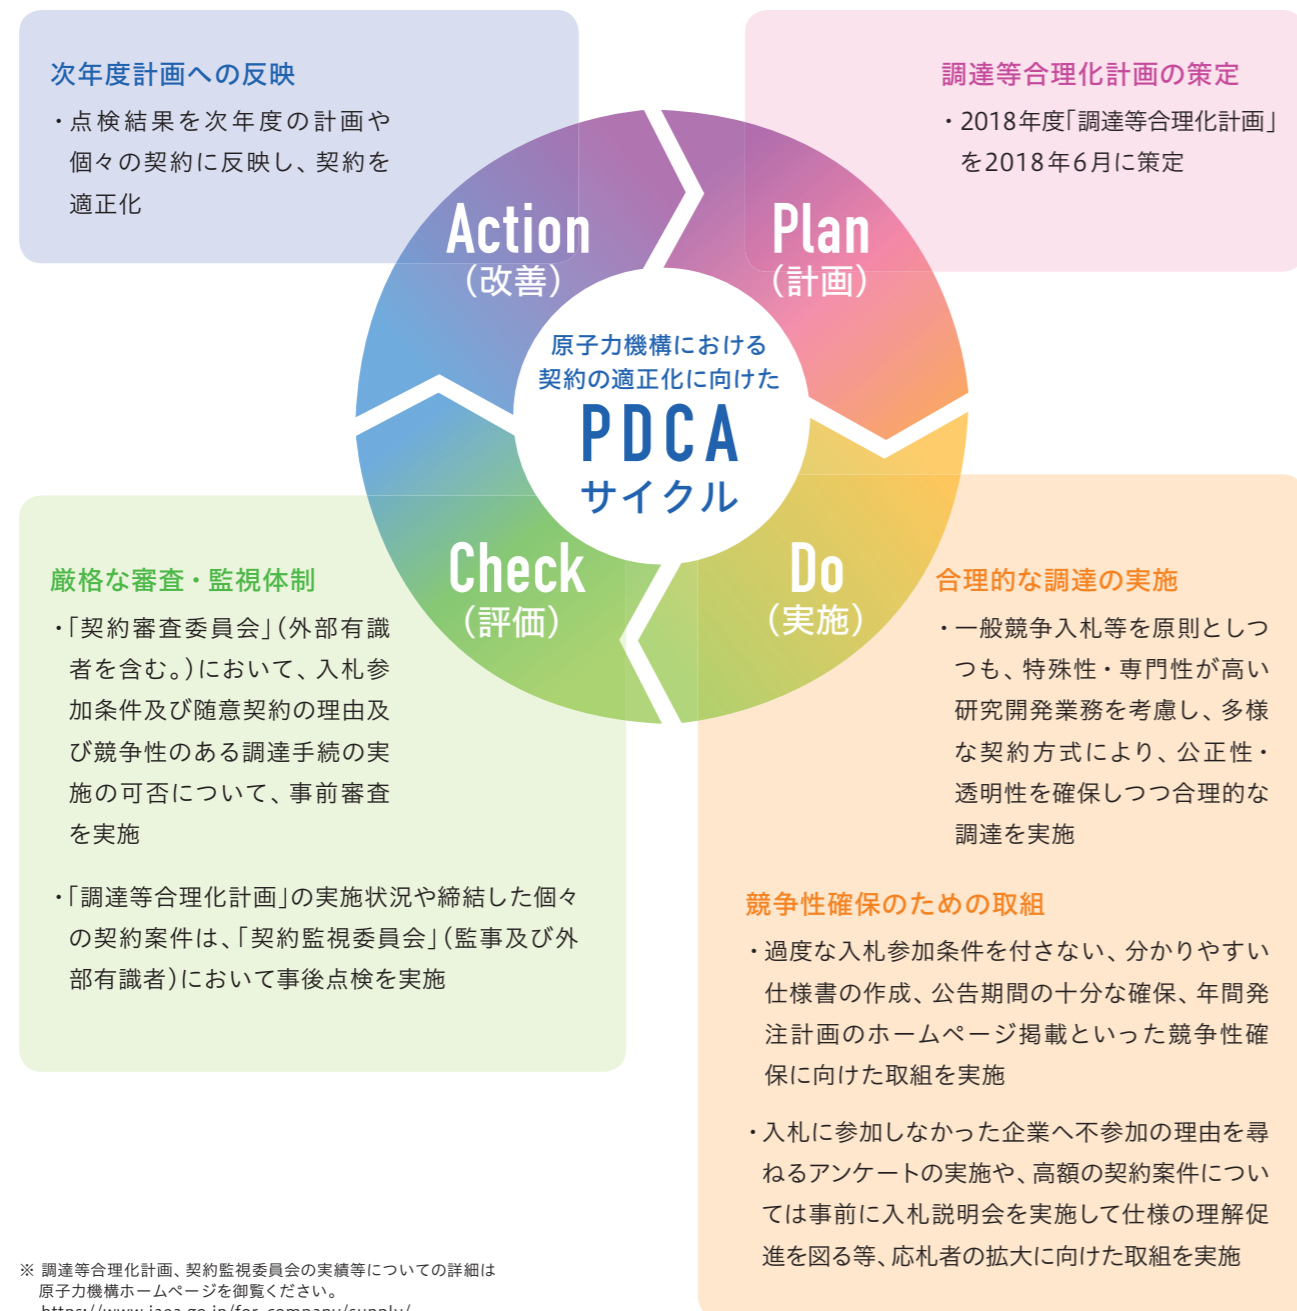 次年度計画への反映
・点検結果を次年度の計画や
個々の契約に反映し、契約を
適正化
調達等合理化計画の策定
・2018年度「調達等合理化計画」
を2018年6月に策定
Action
（改善）
Plan
（計画）
原子力機構における
契約の適正化に向けた
PDCA
サイクル
Check
（評価）
Do
（実施）
厳格な審査・監視体制
・「契約審査委員会」（外部有識
者を含む。）において、入札参
加条件及び随意契約の理由及
び競争性のある調達手続の実
施の可否について、事前審査
を実施
・「調達等合理化計画」の実施状況や締結した個々
の契約案件は、「契約監視委員会」（監事及び外
部有識者）において事後点検を実施
合理的な調達の実施
・一般競争入札等を原則としつ
つも、特殊性・専門性が高い
研究開発業務を考慮し、多様
な契約方式により、公正性・
透明性を確保しつつ合理的な
調達を実施
競争性確保のための取組
・過度な入札参加条件を付さない、分かりやすい
仕様書の作成、公告期間の十分な確保、年間発
注計画のホームページ掲載といった競争性確
保に向けた取組を実施
・入札に参加しなかった企業へ不参加の理由を尋
ねるアンケートの実施や、高額の契約案件につい
ては事前に入札説明会を実施して仕様の理解促
進を図る等、応札者の拡大に向けた取組を実施
※ 調達等合理化計画、契約監視委員会の実績等についての詳細は
原子力機構ホームページを御覧ください。
https://www.jaea.go.jp/for_company/supply/